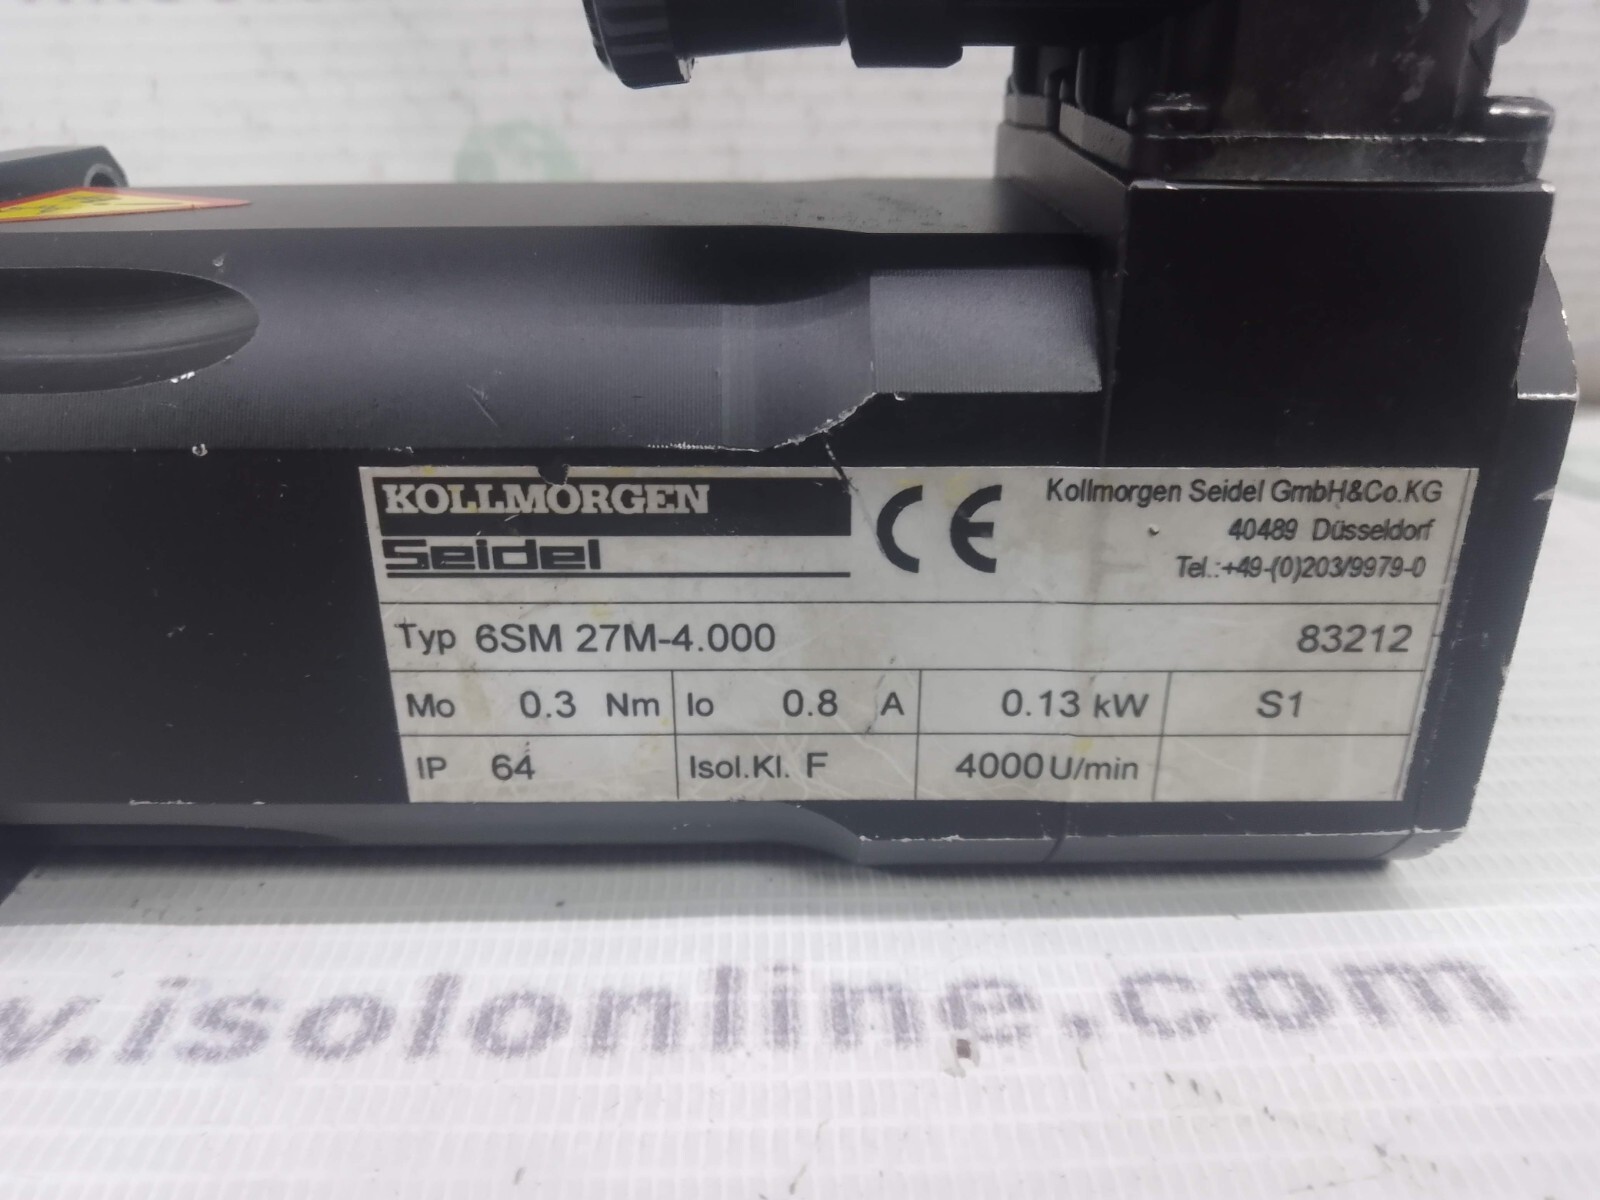 KOLLMORGEN
Seidel
CE
Kollmorgen Seidel GmbH&Co.KG
40489 Düsseldorf
Tel.:+49-(0)203/9979-0
Typ 6SM 27M-4.000 83212
Mo 0.3 Nm Io 0.8 A 0.13 kW S1
IP 64 Isol.Kl. F 4000U/min
.isolonline.com